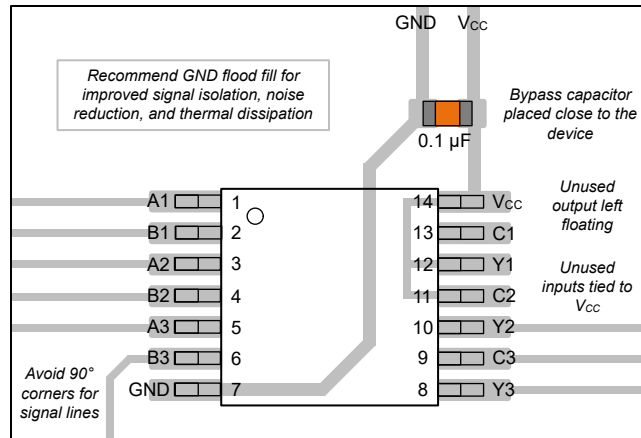 GND VCC
Recommend GND flood fill for
improved signal isolation, noise
reduction, and thermal dissipation
Bypass capacitor
placed close to the
device
0.1 µF
A1 1 14 VCC
Unused
output left
floating
B1 2 13 C1
A2 3 12 Y1
Unused
inputs tied to
VCC
B2 4 11 C2
A3 5 10 Y2
B3 6 9 C3
Avoid 90°
corners for
signal lines
GND 7 8 Y3